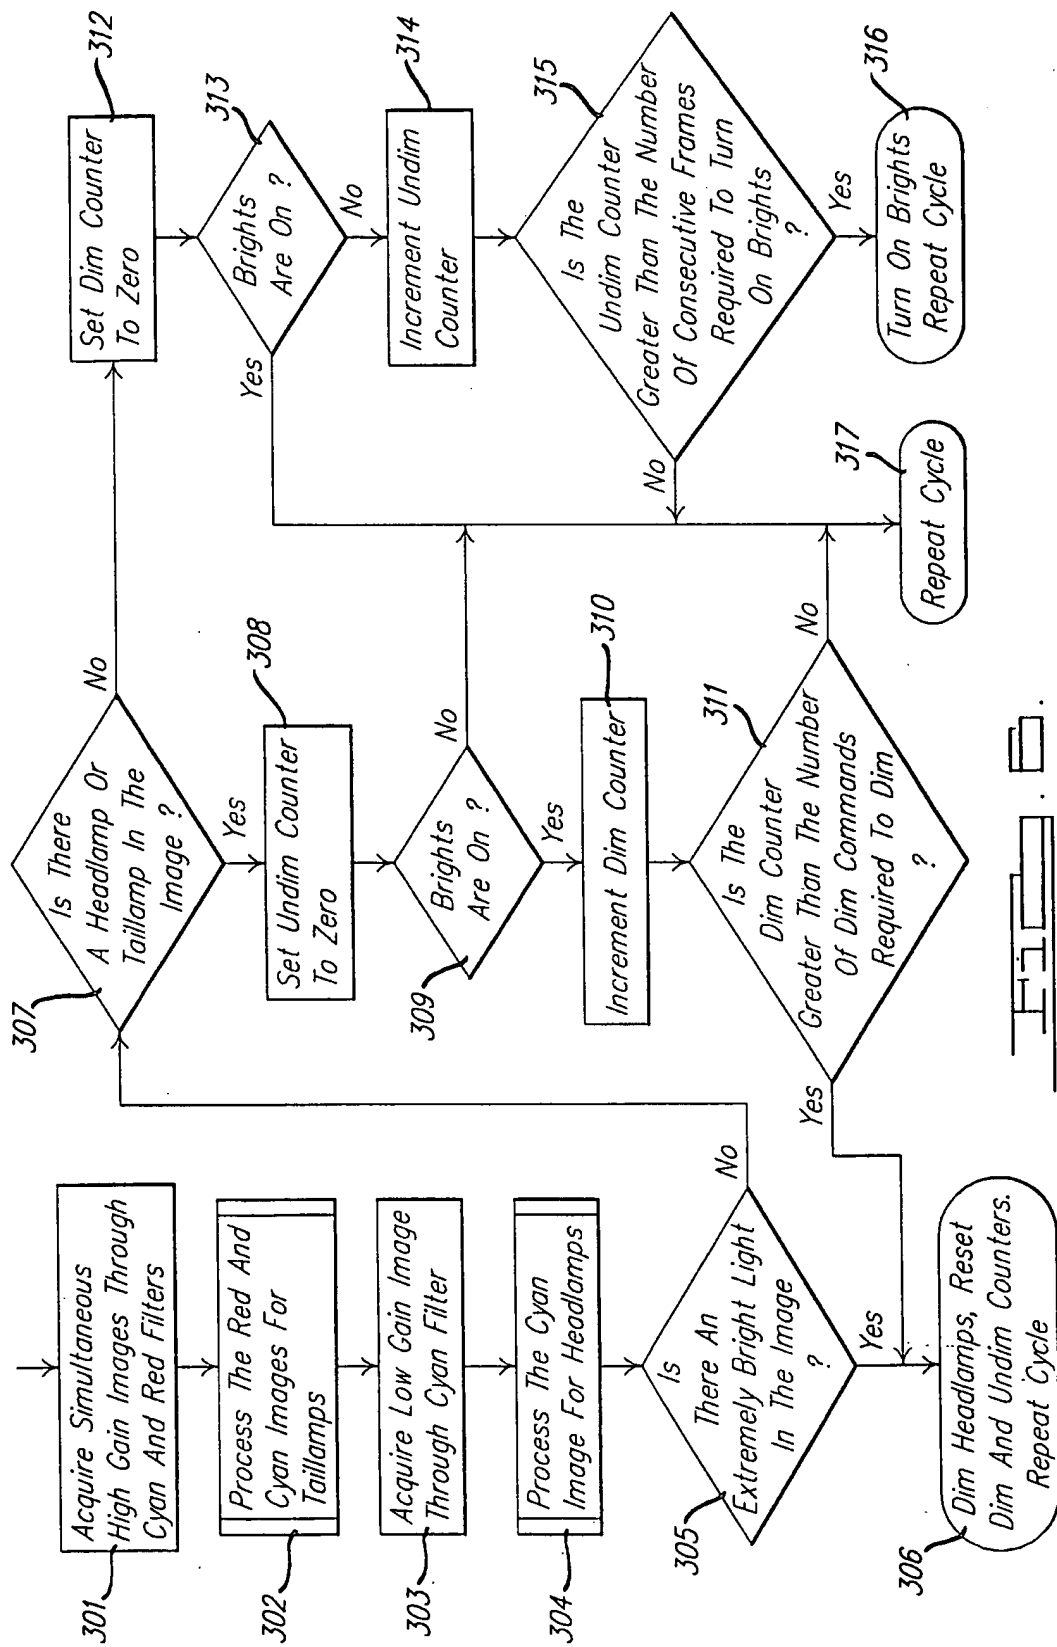 301
Acquire Simultaneous
High Gain Images Through
Cyan And Red Filters
302
Process The Red And
Cyan Images For
Taillamps
303
Acquire Low Gain Image
Through Cyan Filter
304
Process The Cyan
Image For Headlamps
305
Is
There An
Extremely Bright Light
In The Image
?
No
Yes
306
Dim Headlamps, Reset
Dim And Undim Counters.
Repeat Cycle
307
Is There
A Headlamp Or
Taillamp In The
Image ?
No
Yes
308
Set Undim Counter
To Zero
309
Brights
Are On ?
No
Yes
310
Increment Dim Counter
311
Is The
Dim Counter
Greater Than The Number
Of Dim Commands
Required To Dim
?
Yes
No
312
Set Dim Counter
To Zero
313
Brights
Are On ?
Yes
No
314
Increment Undim
Counter
315
Is The
Undim Counter
Greater Than The Number
Of Consecutive Frames
Required To Turn
On Brights
?
No
Yes
316
Turn On Brights
Repeat Cycle
317
Repeat Cycle